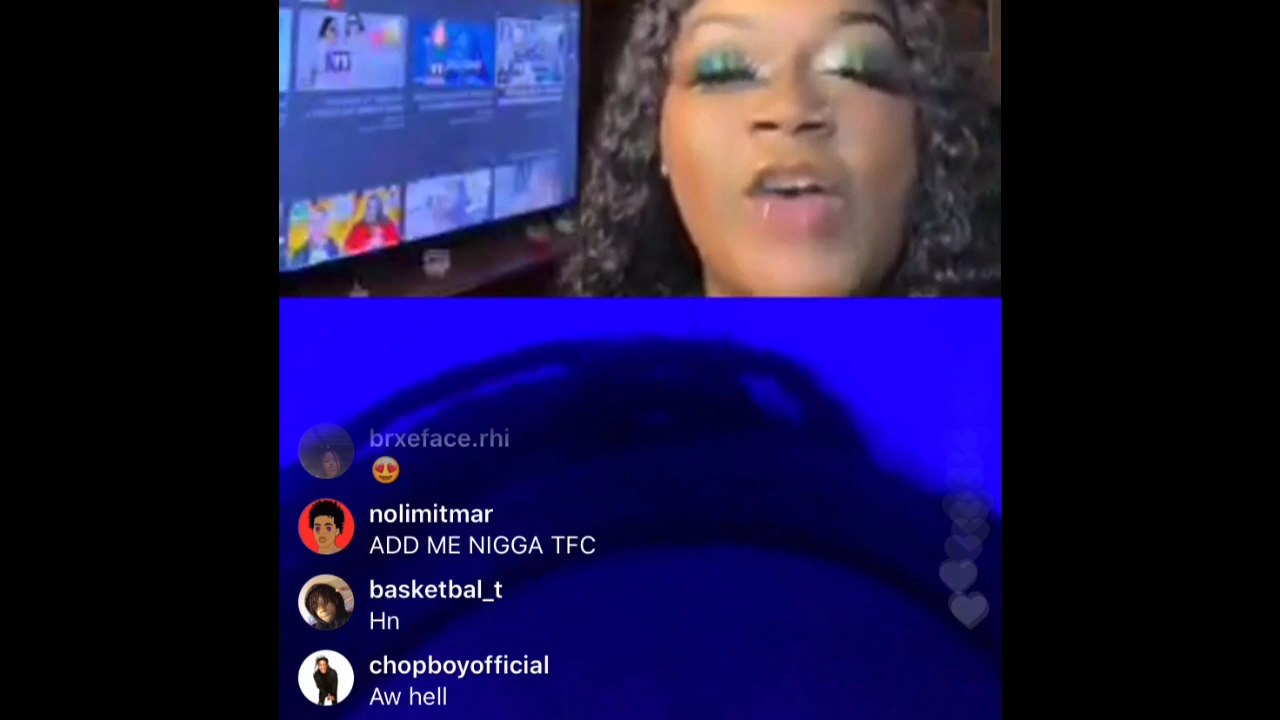 brxeface.rhi
😍
nolimitmar
ADD ME NIGGA TFC
basketbal_t
Hn
chopboyofficial
Aw hell